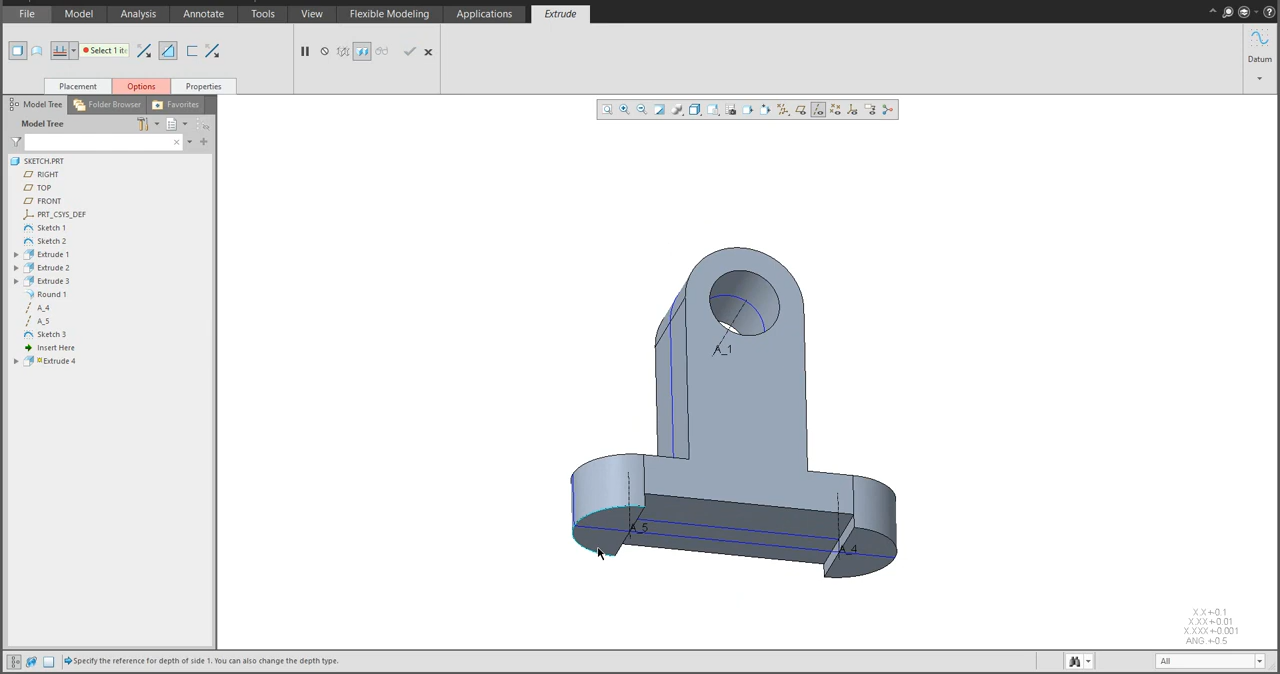 File Model Analysis Annotate Tools View Flexible Modeling Applications Extrude
Select 1 ite
Datum
Placement Options Properties
Model Tree Folder Browser Favorites
Model Tree
SKETCH.PRT
RIGHT
TOP
FRONT
PRT_CSYS_DEF
Sketch 1
Sketch 2
Extrude 1
Extrude 2
Extrude 3
Round 1
A_4
A_5
Sketch 3
Insert Here
Extrude 4
A_1
A_5
A_4
X.X+-0.1
X.XX+-0.01
X.XXX+-0.001
ANG.+-0.5
Specify the reference for depth of side 1. You can also change the depth type.
All